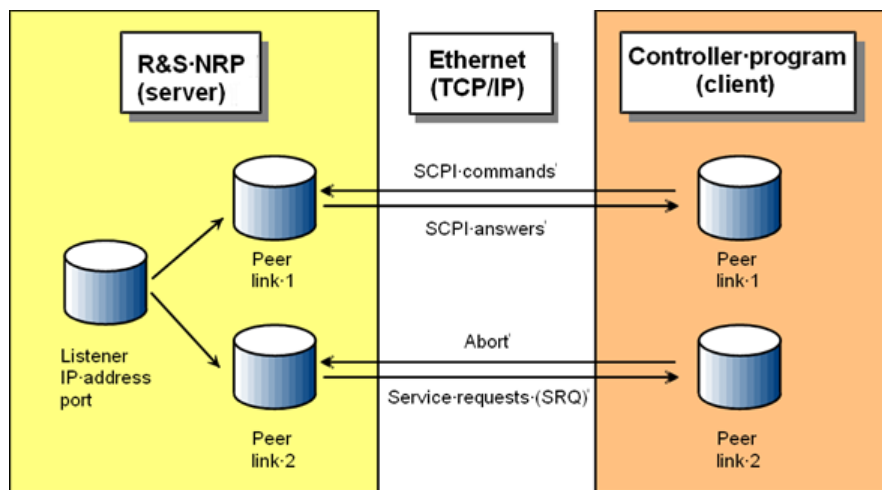 R&S·NRP
(server)
Ethernet
(TCP/IP)
Controller·program
(client)
SCPI·commands'
SCPI·answers'
Peer
link·1
Peer
link·1
Listener
IP·address
port
Abort'
Service·requests·(SRQ)'
Peer
link·2
Peer
link·2